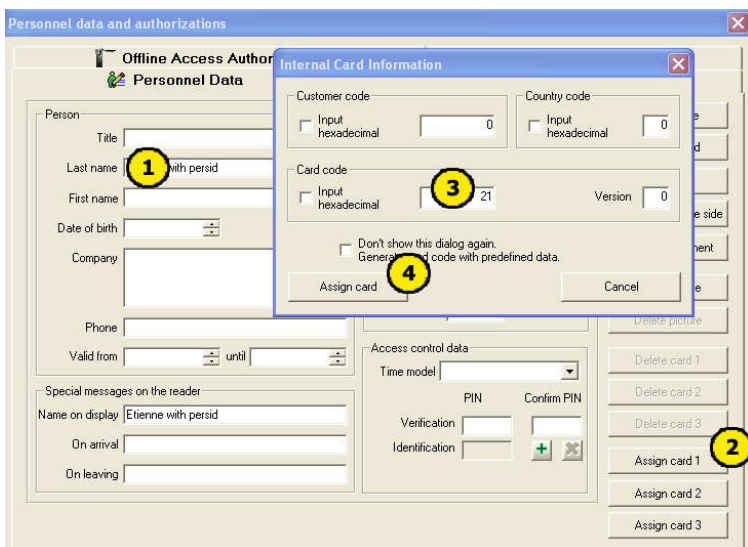 Personnel data and authorizations
Offline Access Author
Personnel Data
Internal Card Information
Customer code
Input hexadecimal
0
Country code
Input hexadecimal
0
Card code
Input hexadecimal
3
21
Version 0
Don't show this dialog again.
Generate card code with predefined data.
4
Assign card
Cancel
Person
Title
Last name
1
with persid
First name
Date of birth
Company
Phone
Valid from
until
Special messages on the reader
Name on display Etienne with persid
On arrival
On leaving
Access control data
Time model
PIN
Confirm PIN
Verification
Identification
e side
Delete picture
Delete card 1
Delete card 2
Delete card 3
2
Assign card 1
Assign card 2
Assign card 3